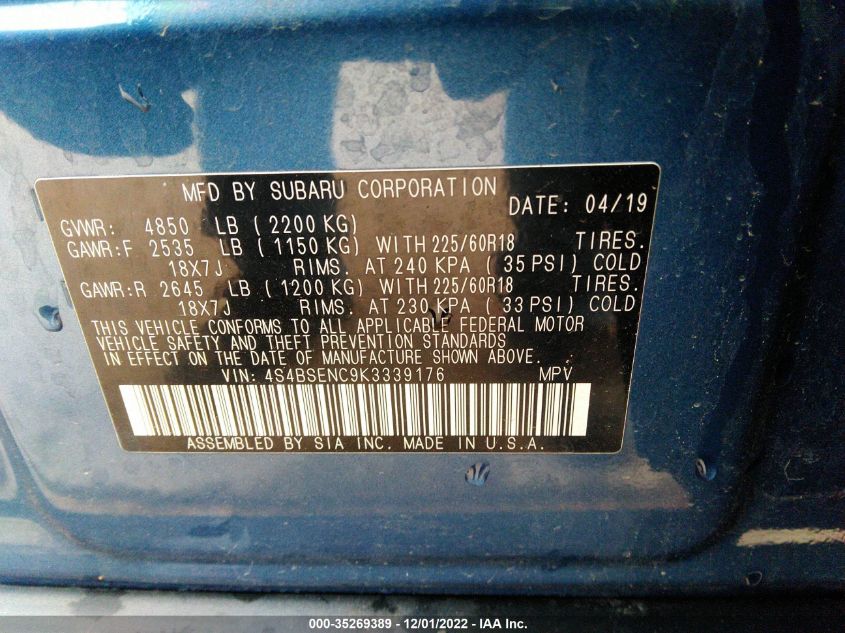 MFD BY SUBARU CORPORATION
DATE: 04/19
GVWR: 4850 LB ( 2200 KG)
GAWR:F 2535 LB ( 1150 KG) WITH 225/60R18 TIRES.
18X7J RIMS. AT 240 KPA ( 35 PSI) COLD
GAWR:R 2645 LB ( 1200 KG) WITH 225/60R18 TIRES.
18X7J RIMS. AT 230 KPA ( 33 PSI) COLD
THIS VEHICLE CONFORMS TO ALL APPLICABLE FEDERAL MOTOR
VEHICLE SAFETY AND THEFT PREVENTION STANDARDS
IN EFFECT ON THE DATE OF MANUFACTURE SHOWN ABOVE.
VIN: 4S4BSENC9K3339176 MPV
ASSEMBLED BY SIA INC. MADE IN U.S.A.
000-35269389 - 12/01/2022 - IAA Inc.